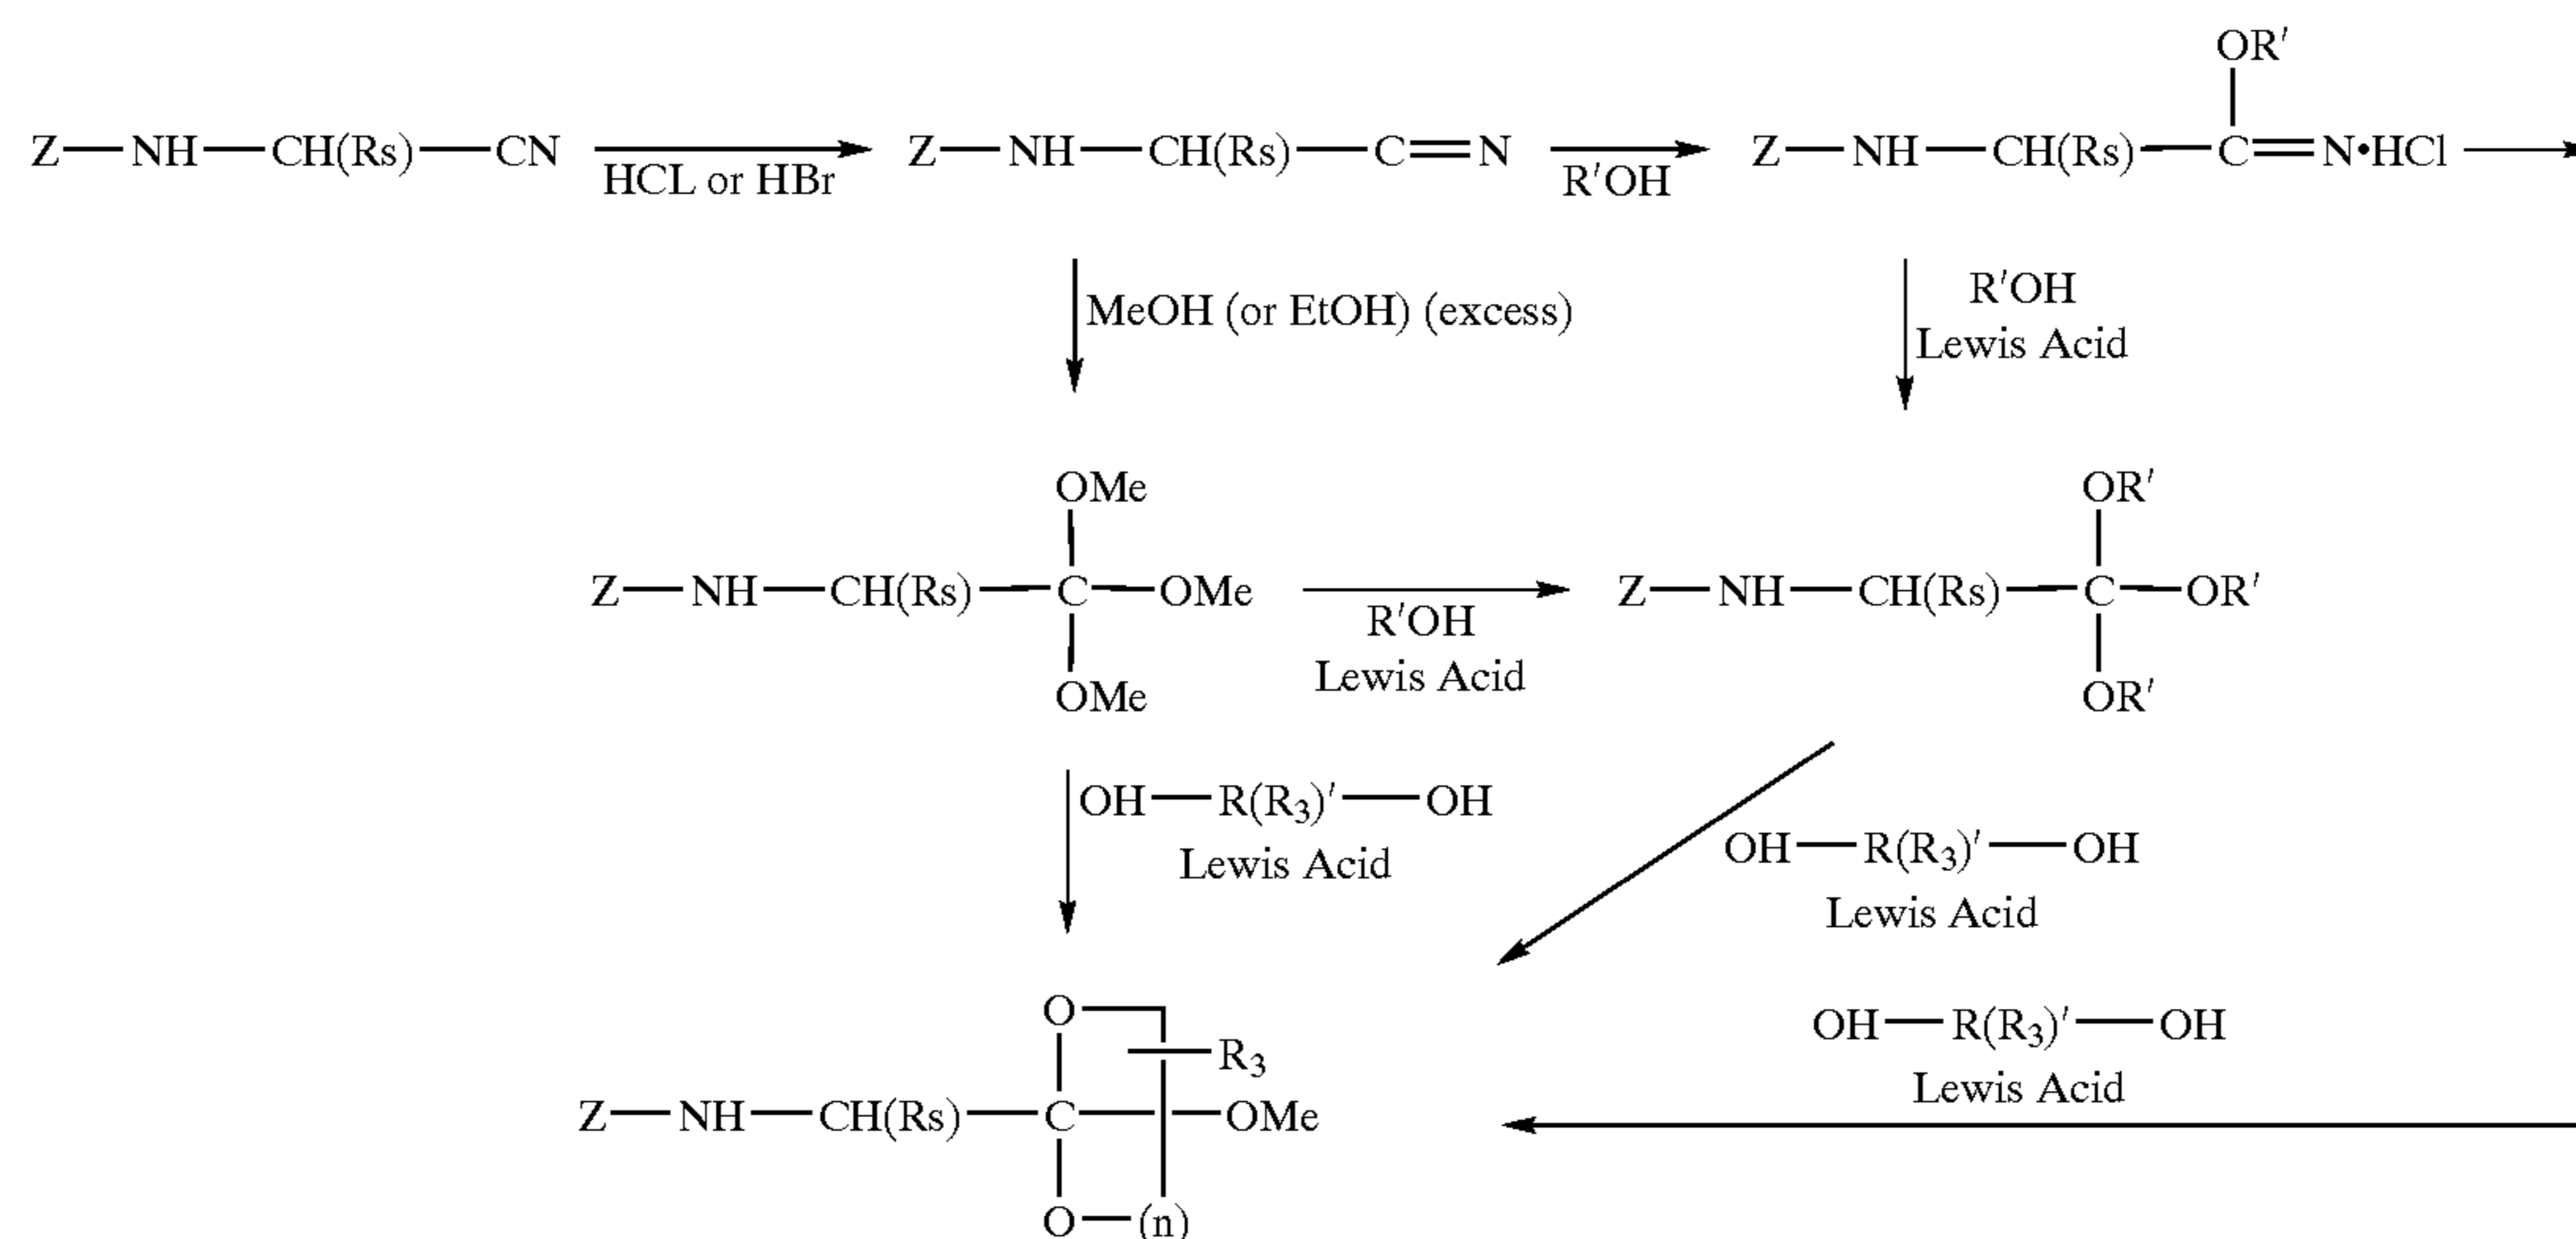 OR′
Z—NH—CH(Rs)—CN
HCL or HBr
Z—NH—CH(Rs)—C=N
R′OH
Z—NH—CH(Rs)—C=N•HCl
MeOH (or EtOH) (excess)
R′OH
Lewis Acid
OMe
Z—NH—CH(Rs)—C—OMe
OMe
R′OH
Lewis Acid
OR′
Z—NH—CH(Rs)—C—OR′
OR′
OH—R(R₃)′—OH
Lewis Acid
OH—R(R₃)′—OH
Lewis Acid
OH—R(R₃)′—OH
Lewis Acid
O
R₃
Z—NH—CH(Rs)—C—OMe
O—(n)